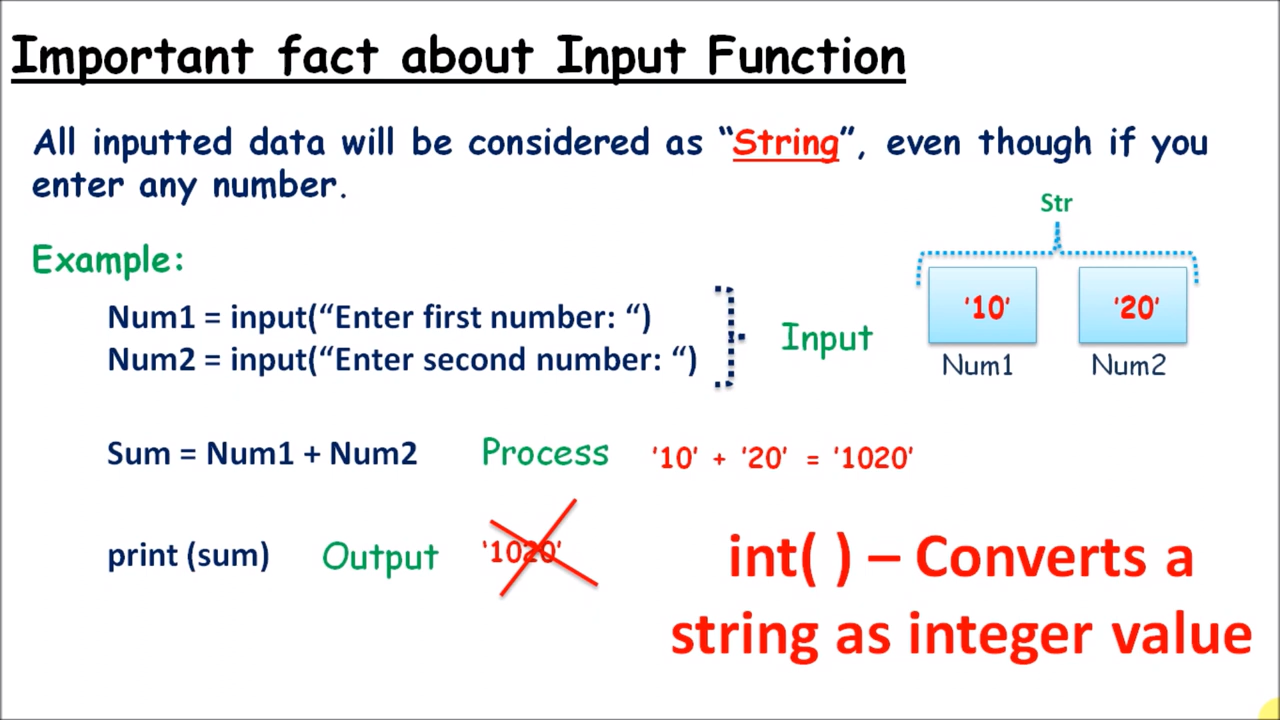 Important fact about Input Function
All inputted data will be considered as “String”, even though if you
enter any number.
Str
Example:
Num1 = input(“Enter first number: “)
Num2 = input(“Enter second number: “)
Input
'10'
'20'
Num1
Num2
Sum = Num1 + Num2
Process
'10' + '20' = '1020'
print (sum)
Output
'1020'
int( ) – Converts a
string as integer value